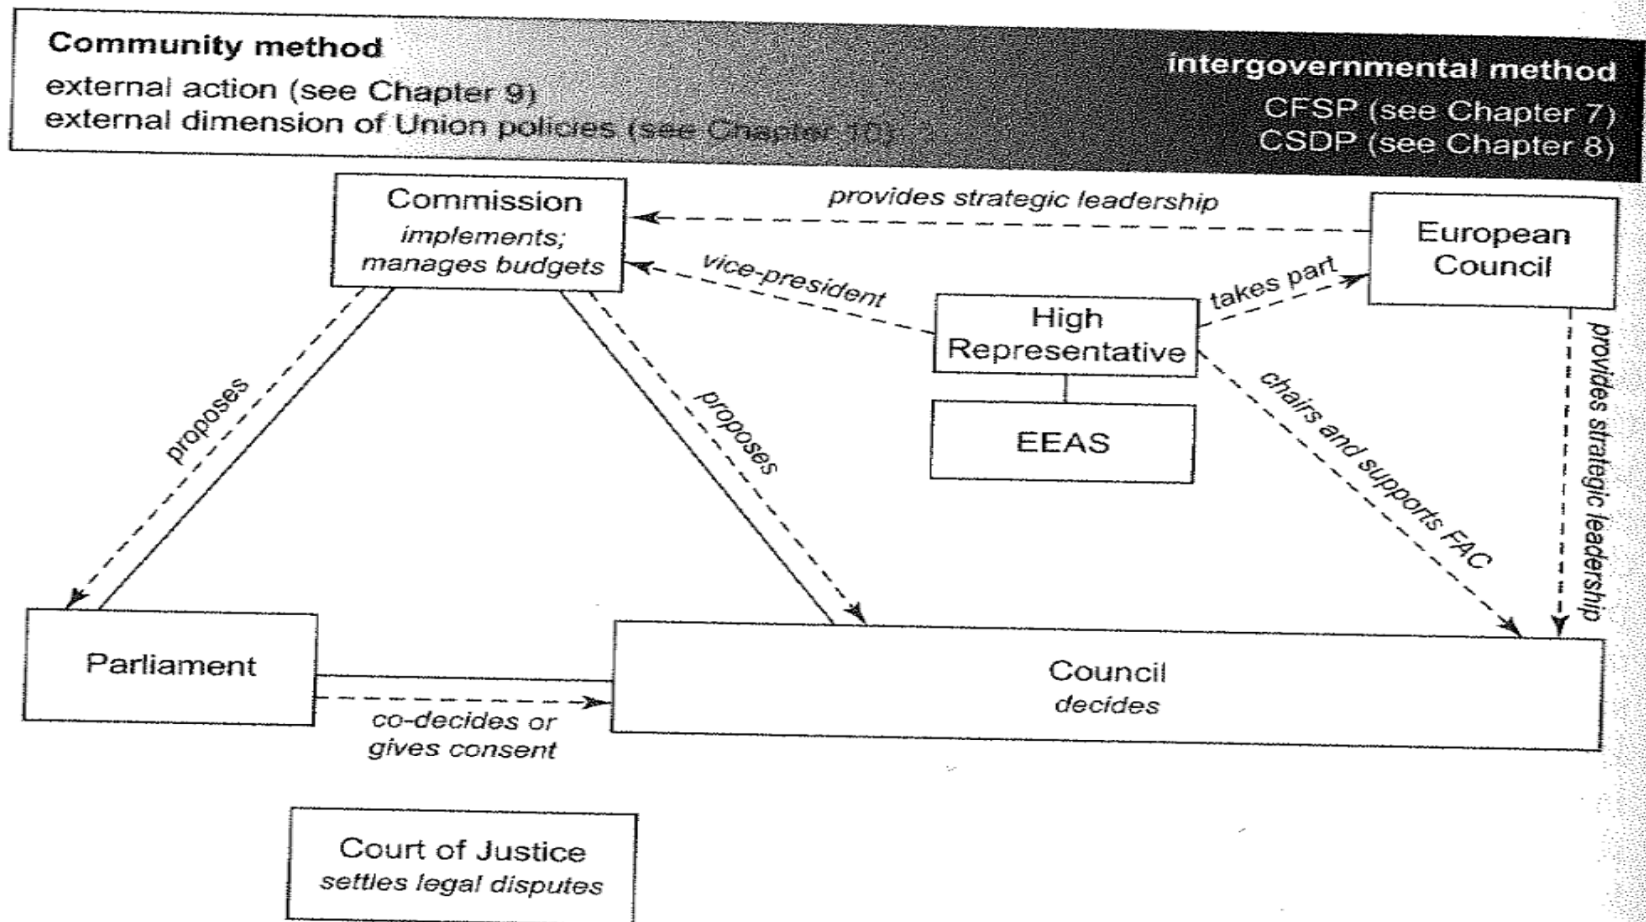 Community method
external action (see Chapter 9)
external dimension of Union policies (see Chapter 10)
intergovernmental method
CFSP (see Chapter 7)
CSDP (see Chapter 8)
Commission
implements;
manages budgets
provides strategic leadership
European
Council
vice-president
takes part
High
Representative
EEAS
proposes
proposes
chairs and supports FAC
provides strategic leadership
Parliament
co-decides or
gives consent
Council
decides
Court of Justice
settles legal disputes